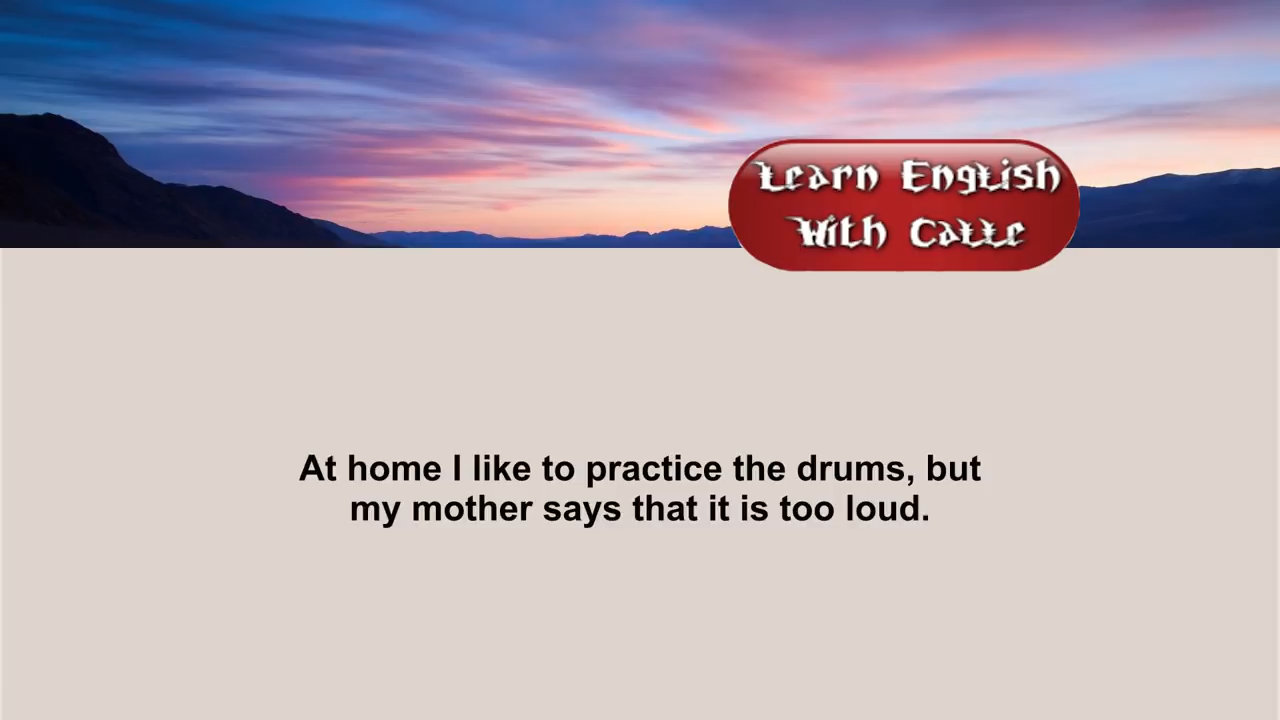 Learn English
With Calle
At home I like to practice the drums, but
my mother says that it is too loud.